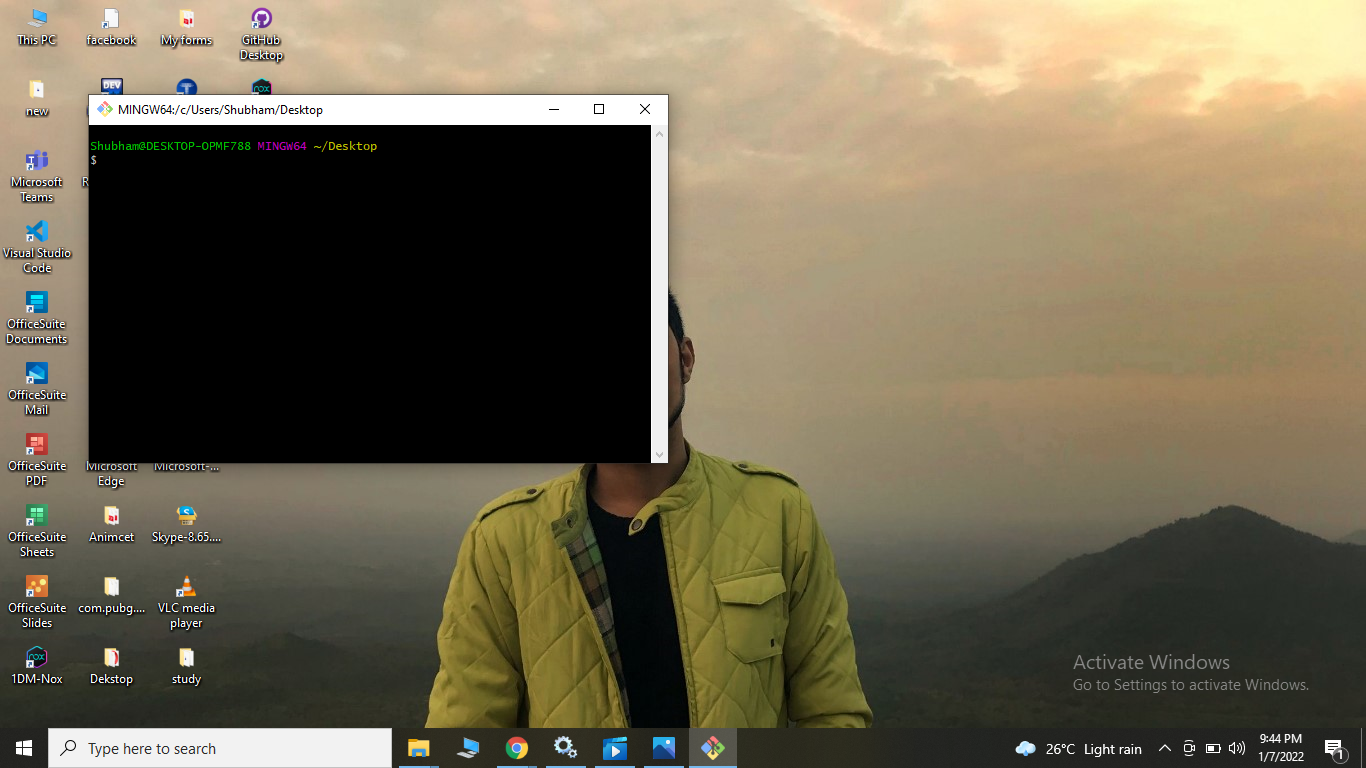 This PC
facebook
My forms
GitHub
Desktop
new
DEV
T
nox
MINGW64:/c/Users/Shubham/Desktop
Shubham@DESKTOP-OPMF788 MINGW64 ~/Desktop
$
Microsoft
Teams
R
Visual Studio
Code
OfficeSuite
Documents
OfficeSuite
Mail
OfficeSuite
PDF
Microsoft
Edge
Microsoft-...
OfficeSuite
Sheets
Animcet
Skype-8.65....
OfficeSuite
Slides
com.pubg....
VLC media
player
nox
1DM-Nox
Dekstop
study
Activate Windows
Go to Settings to activate Windows.
Type here to search
26°C Light rain
9:44 PM
1/7/2022
1